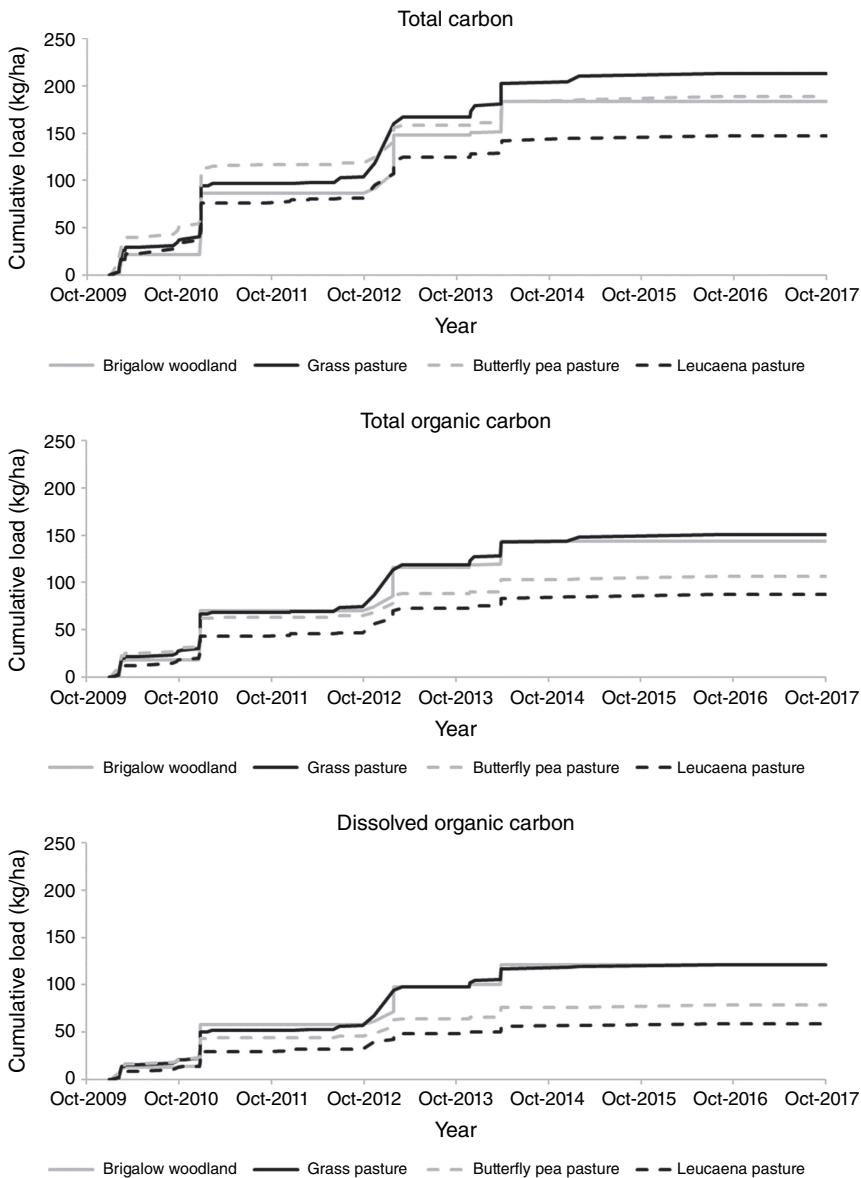 Total carbon
Cumulative load (kg/ha)
250
200
150
100
50
0
Oct-2009 Oct-2010 Oct-2011 Oct-2012 Oct-2013 Oct-2014 Oct-2015 Oct-2016 Oct-2017
Year
Brigalow woodland Grass pasture Butterfly pea pasture Leucaena pasture
Total organic carbon
Cumulative load (kg/ha)
250
200
150
100
50
0
Oct-2009 Oct-2010 Oct-2011 Oct-2012 Oct-2013 Oct-2014 Oct-2015 Oct-2016 Oct-2017
Year
Brigalow woodland Grass pasture Butterfly pea pasture Leucaena pasture
Dissolved organic carbon
Cumulative load (kg/ha)
250
200
150
100
50
0
Oct-2009 Oct-2010 Oct-2011 Oct-2012 Oct-2013 Oct-2014 Oct-2015 Oct-2016 Oct-2017
Year
Brigalow woodland Grass pasture Butterfly pea pasture Leucaena pasture